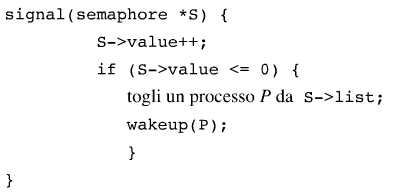 signal(semaphore *S) {
S->value++;
if (S->value <= 0) {
togli un processo P da S->list;
wakeup(P);
}
}